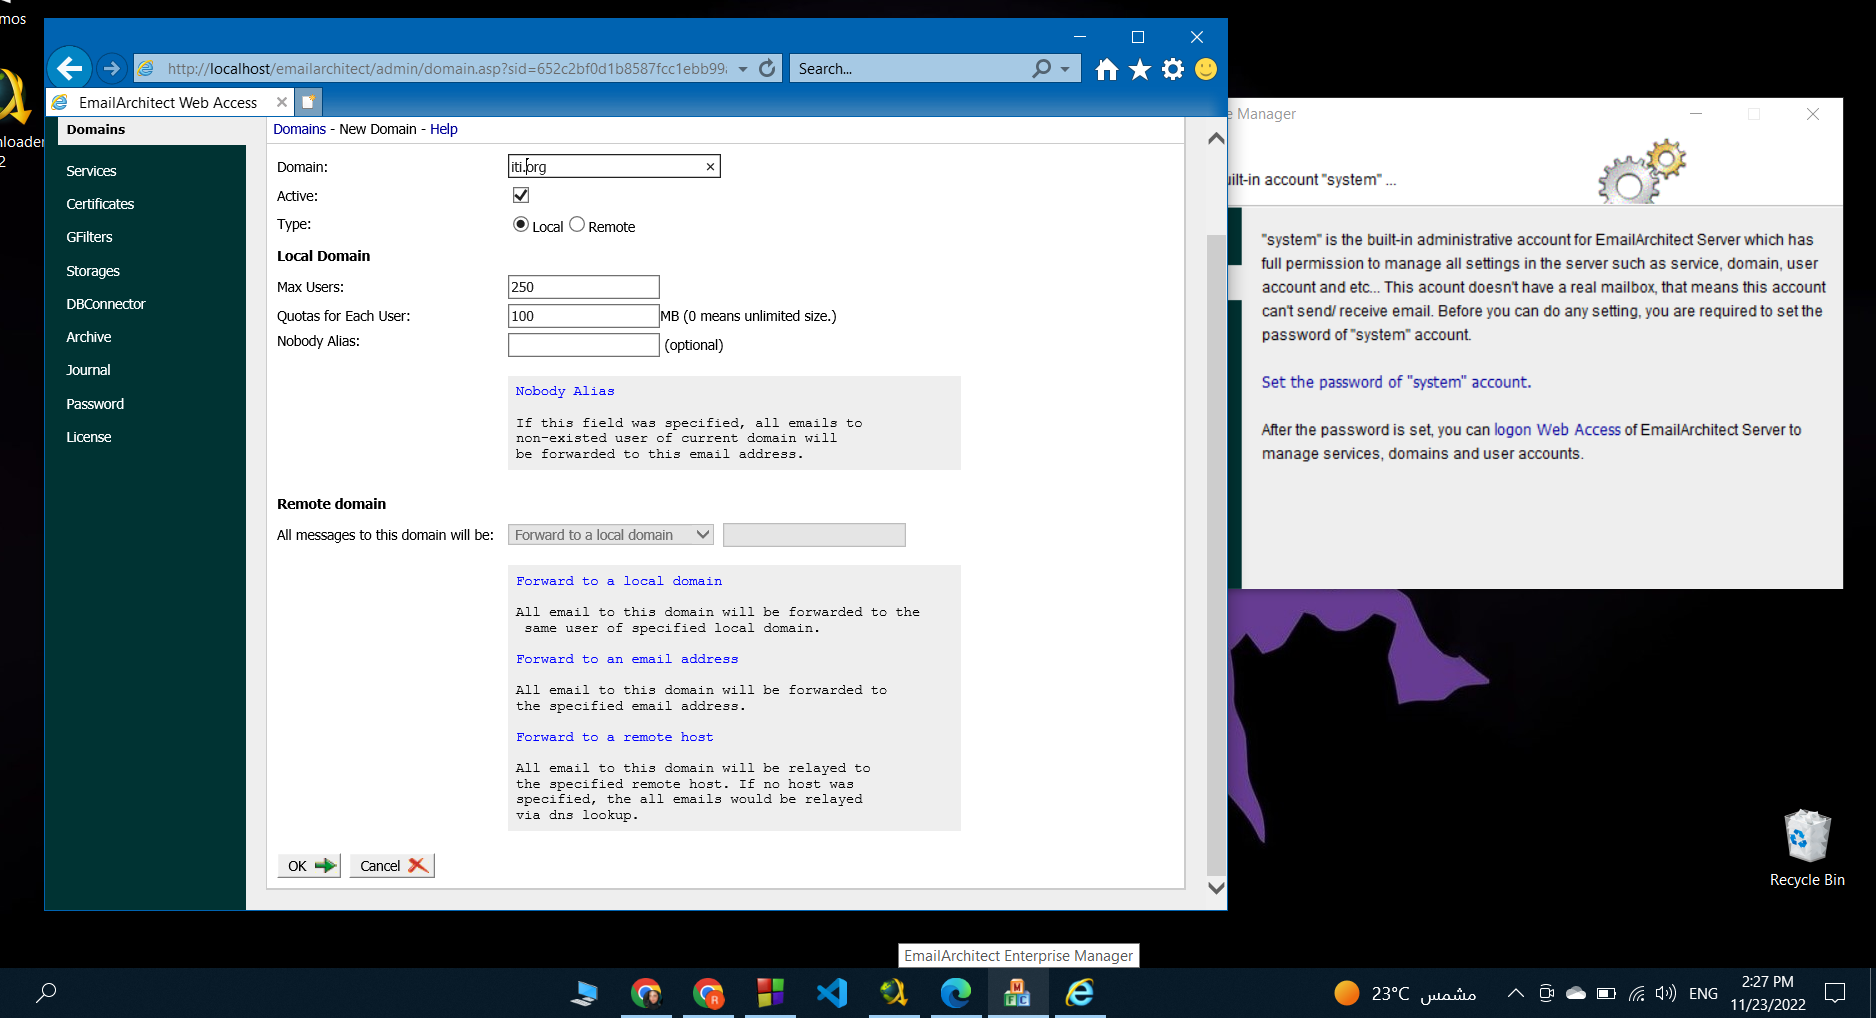 mos
loader
2
http://localhost/emailarchitect/admin/domain.asp?sid=652c2bf0d1b8587fcc1ebb99
Search...
EmailArchitect Web Access
Domains
Services
Certificates
GFilters
Storages
DBConnector
Archive
Journal
Password
License
Domains - New Domain - Help
Domain: iti.org
Active:
Type: Local Remote
Local Domain
Max Users: 250
Quotas for Each User: 100 MB (0 means unlimited size.)
Nobody Alias: (optional)
Nobody Alias
If this field was specified, all emails to
non-existed user of current domain will
be forwarded to this email address.
Remote domain
All messages to this domain will be: Forward to a local domain
Forward to a local domain
All email to this domain will be forwarded to the
same user of specified local domain.
Forward to an email address
All email to this domain will be forwarded to
the specified email address.
Forward to a remote host
All email to this domain will be relayed to
the specified remote host. If no host was
specified, the all emails would be relayed
via dns lookup.
OK Cancel
e Manager
uilt-in account "system" ...
"system" is the built-in administrative account for EmailArchitect Server which has
full permission to manage all settings in the server such as service, domain, user
account and etc... This acount doesn't have a real mailbox, that means this account
can't send/ receive email. Before you can do any setting, you are required to set the
password of "system" account.
Set the password of "system" account.
After the password is set, you can logon Web Access of EmailArchitect Server to
manage services, domains and user accounts.
Recycle Bin
EmailArchitect Enterprise Manager
R
M
FC
23°C مشمس
ENG
2:27 PM
11/23/2022